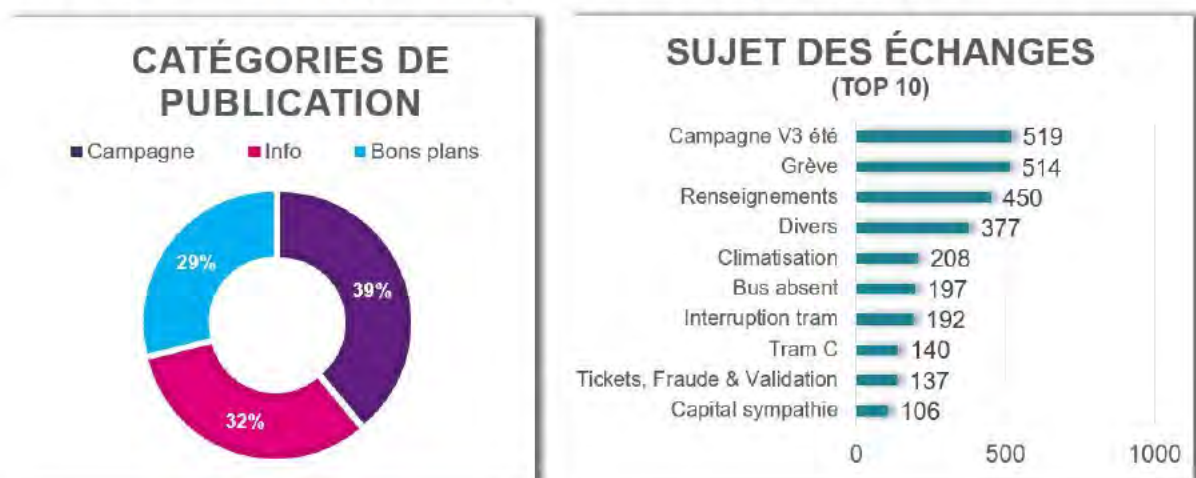 CATÉGORIES DE
PUBLICATION
Campagne Info Bons plans
29%
39%
32%
SUJET DES ÉCHANGES
(TOP 10)
Campagne V3 été 519
Grève 514
Renseignements 450
Divers 377
Climatisation 208
Bus absent 197
Interruption tram 192
Tram C 140
Tickets, Fraude & Validation 137
Capital sympathie 106
0 500 1000